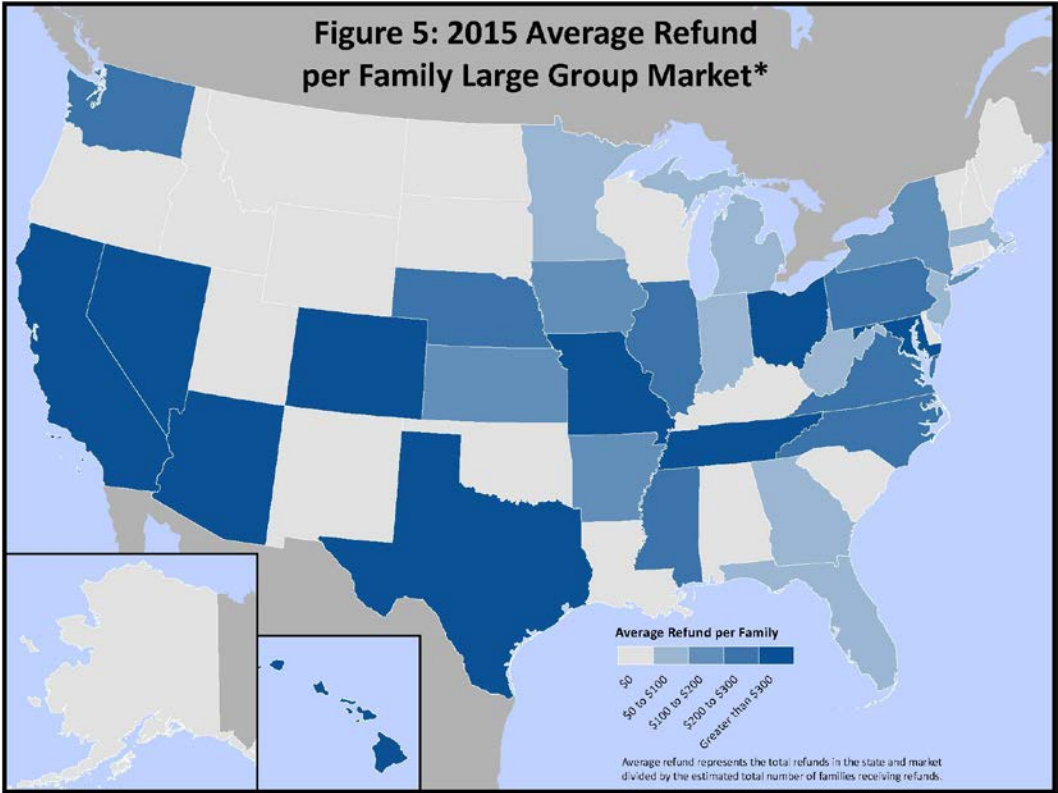 Figure 5: 2015 Average Refund
per Family Large Group Market*
Average Refund per Family
$0
$0 to $100
$100 to $200
$200 to $300
Greater than $300
Average refund represents the total refunds in the state and market
divided by the estimated total number of families receiving refunds.